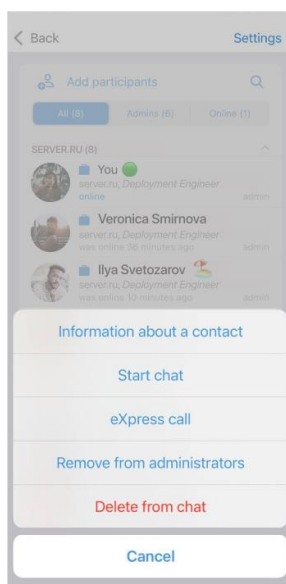 Back
Settings
Add participants
All (8)
Admins (6)
Online (1)
SERVER.RU (8)
You
server.ru, Deployment Engineer
online
admin
Veronica Smirnova
server.ru, Deployment Engineer
was online 36 minutes ago
admin
Ilya Svetozarov
server.ru, Deployment Engineer
was online 10 minutes ago
admin
Information about a contact
Start chat
eXpress call
Remove from administrators
Delete from chat
Cancel